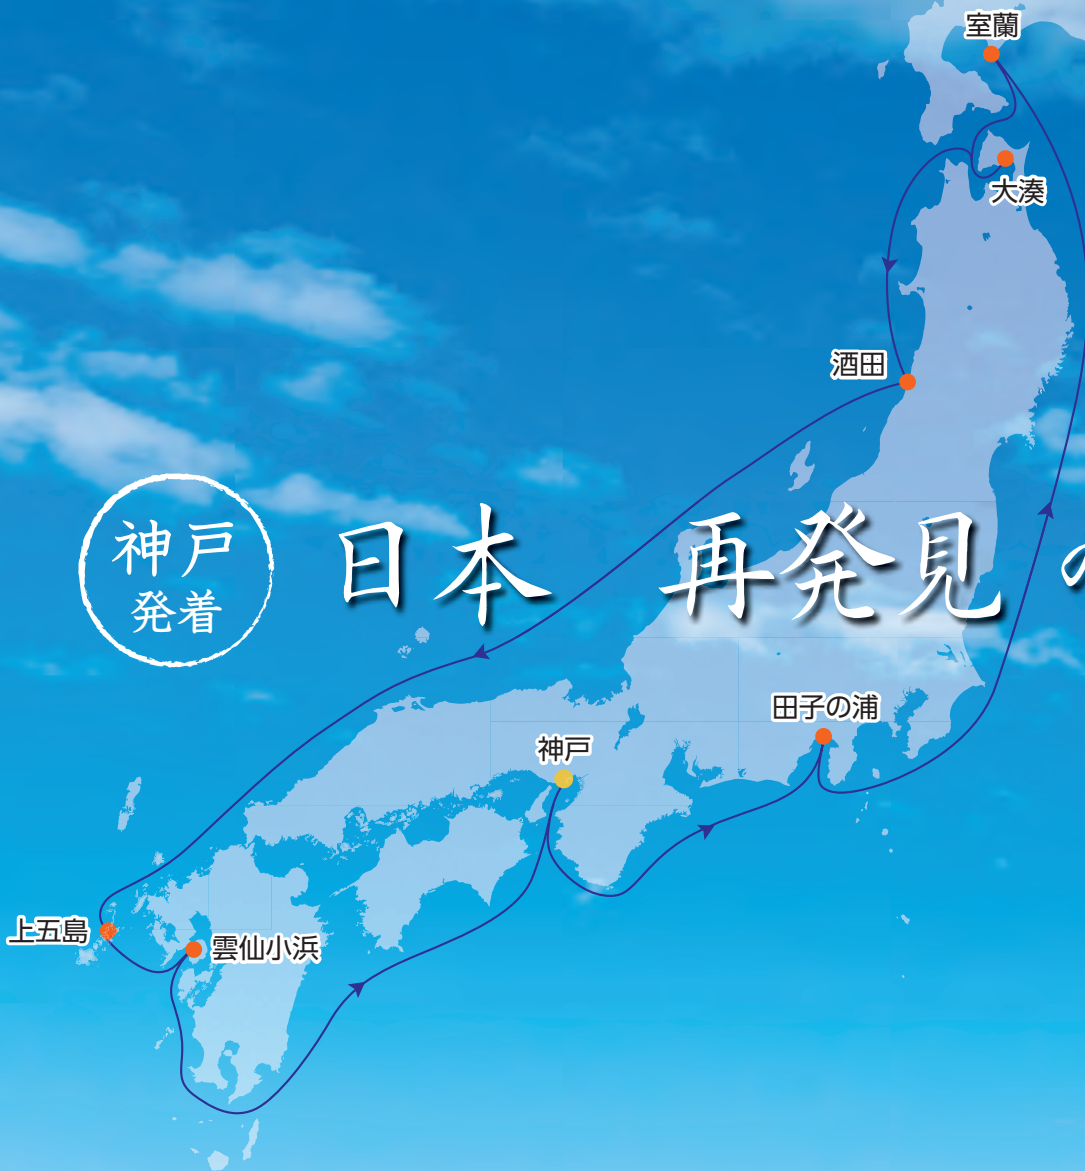 室蘭
大湊
酒田
神戸
発着
日本 再発見の
田子の浦
神戸
上五島
雲仙小浜